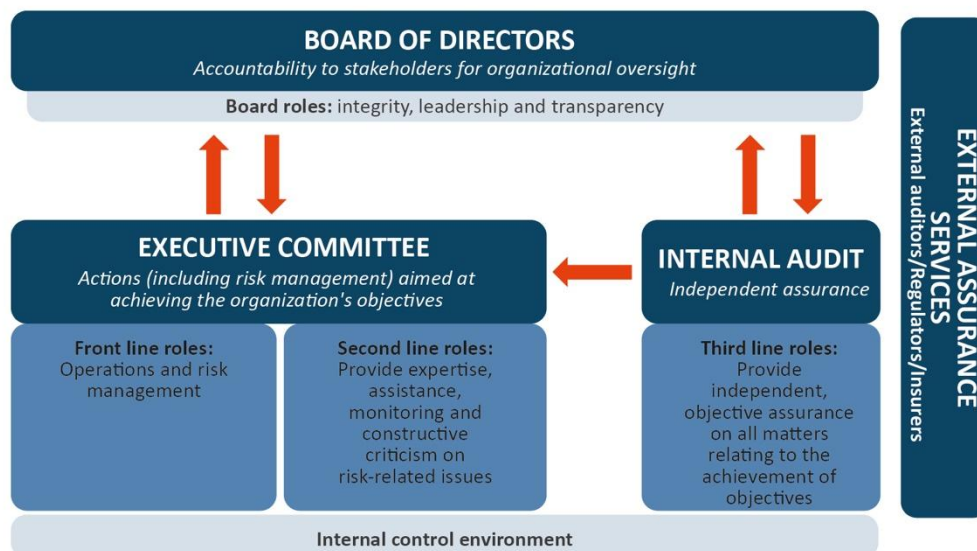 BOARD OF DIRECTORS
Accountability to stakeholders for organizational oversight
Board roles: integrity, leadership and transparency
EXECUTIVE COMMITTEE
Actions (including risk management) aimed at
achieving the organization's objectives
Front line roles:
Operations and risk
management
Second line roles:
Provide expertise,
assistance,
monitoring and
constructive
criticism on
risk-related issues
INTERNAL AUDIT
Independent assurance
Third line roles:
Provide
independent,
objective assurance
on all matters
relating to the
achievement of
objectives
Internal control environment
EXTERNAL ASSURANCE
SERVICES
External auditors/Regulators/Insurers